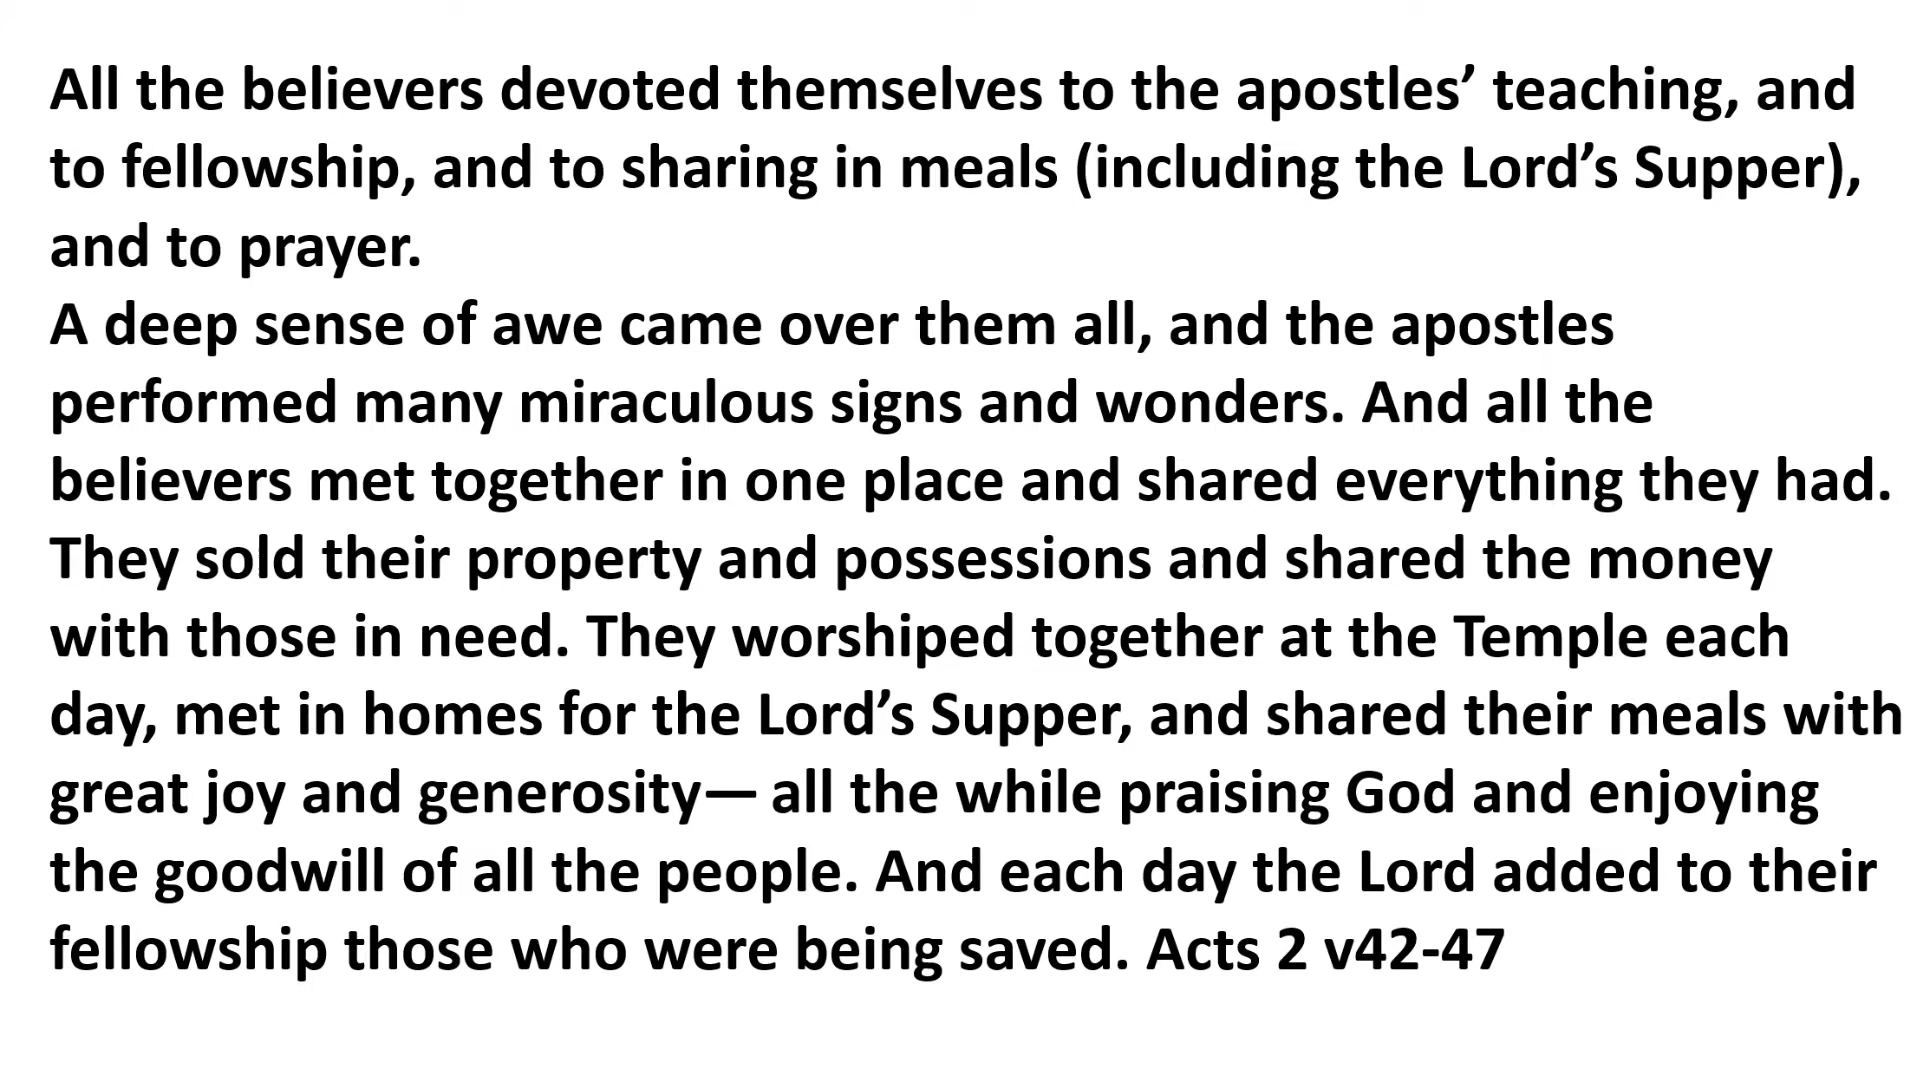 All the believers devoted themselves to the apostles’ teaching, and
to fellowship, and to sharing in meals (including the Lord’s Supper),
and to prayer.
A deep sense of awe came over them all, and the apostles
performed many miraculous signs and wonders. And all the
believers met together in one place and shared everything they had.
They sold their property and possessions and shared the money
with those in need. They worshiped together at the Temple each
day, met in homes for the Lord’s Supper, and shared their meals with
great joy and generosity— all the while praising God and enjoying
the goodwill of all the people. And each day the Lord added to their
fellowship those who were being saved. Acts 2 v42-47